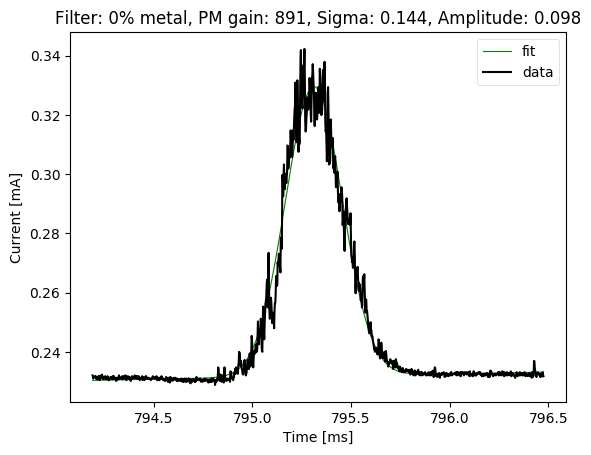 Filter: 0% metal, PM gain: 891, Sigma: 0.144, Amplitude: 0.098
fit
data
0.34
0.32
0.30
0.28
0.26
0.24
Current [mA]
794.5
795.0
795.5
796.0
796.5
Time [ms]